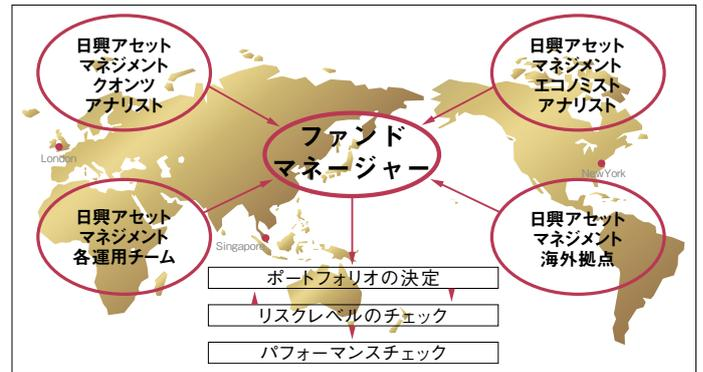 日興アセット
マネジメント
クオンツ
アナリスト
日興アセット
マネジメント
エコノミスト
アナリスト
ファンド
マネージャー
London
NewYork
日興アセット
マネジメント
各運用チーム
日興アセット
マネジメント
海外拠点
Singapore
ポートフォリオの決定
リスクレベルのチェック
パフォーマンスチェック